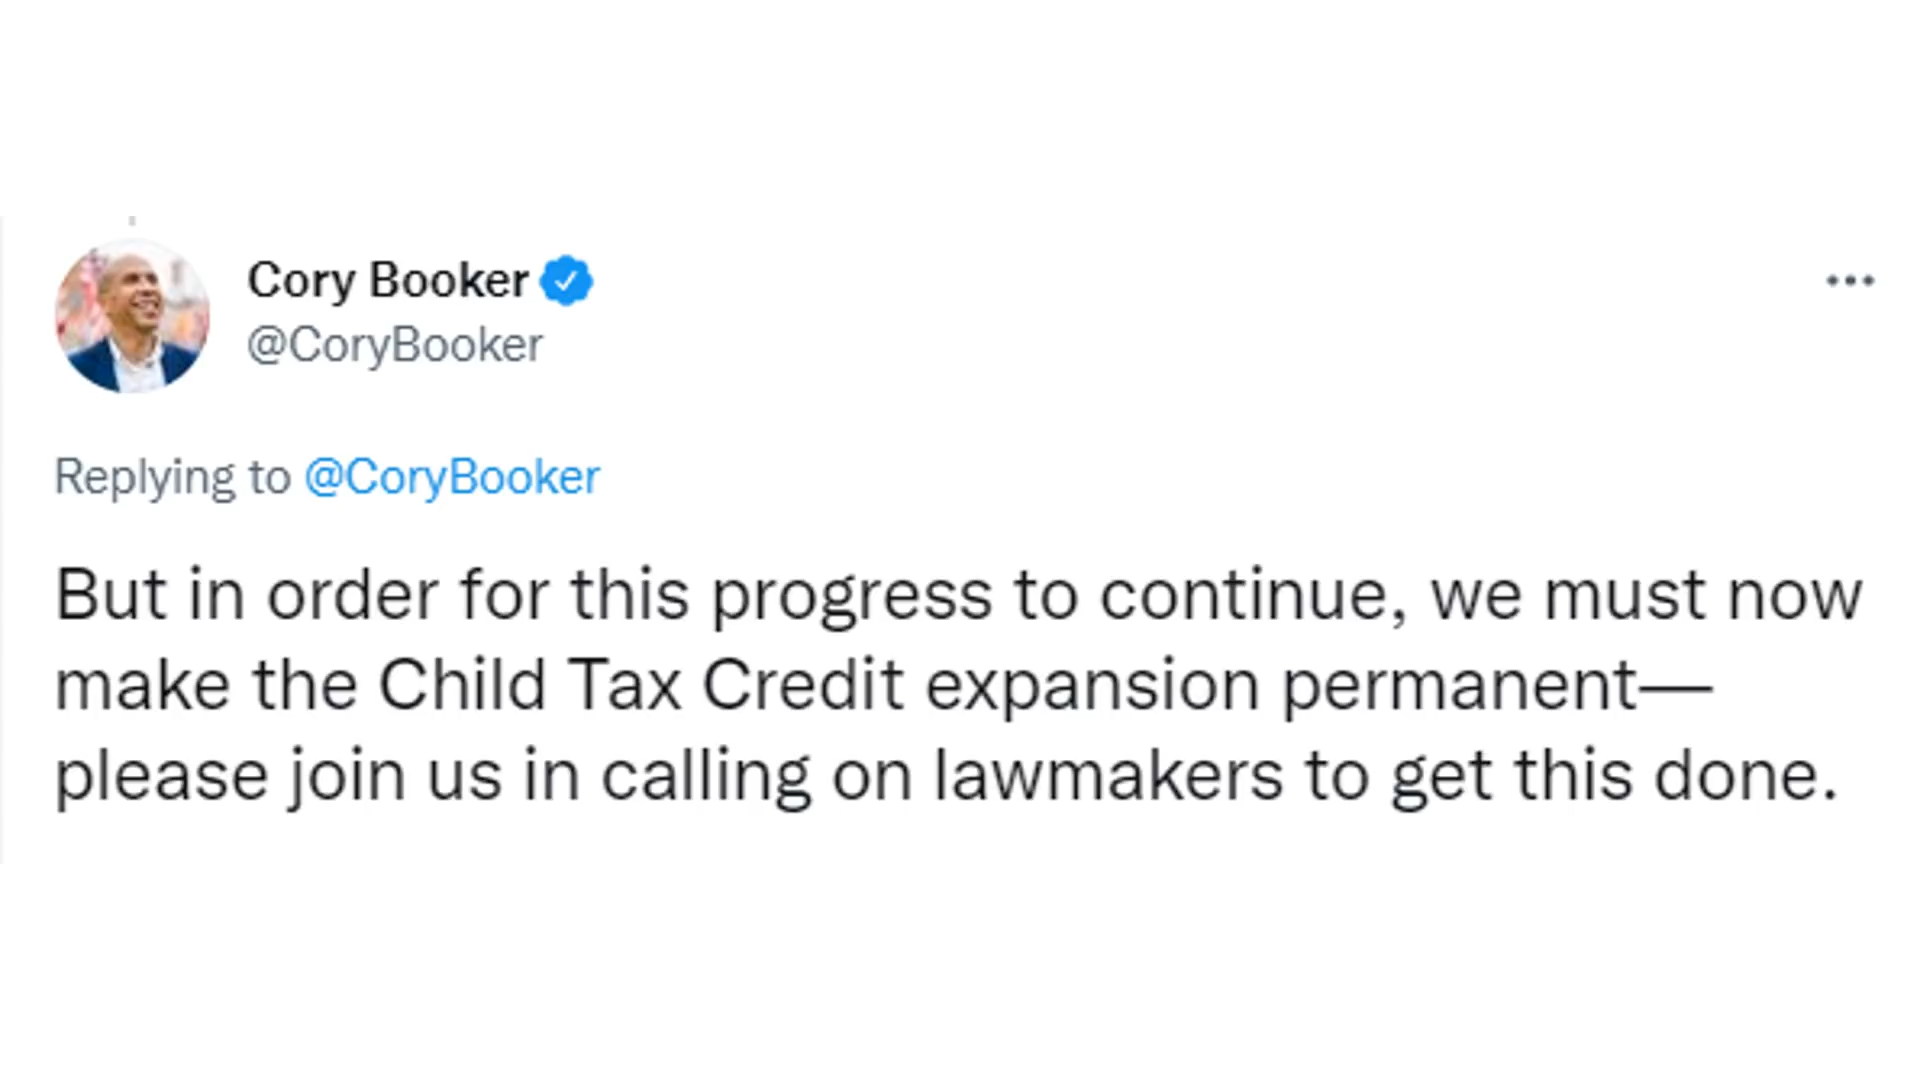 Cory Booker
@CoryBooker
Replying to @CoryBooker
But in order for this progress to continue, we must now
make the Child Tax Credit expansion permanent—
please join us in calling on lawmakers to get this done.